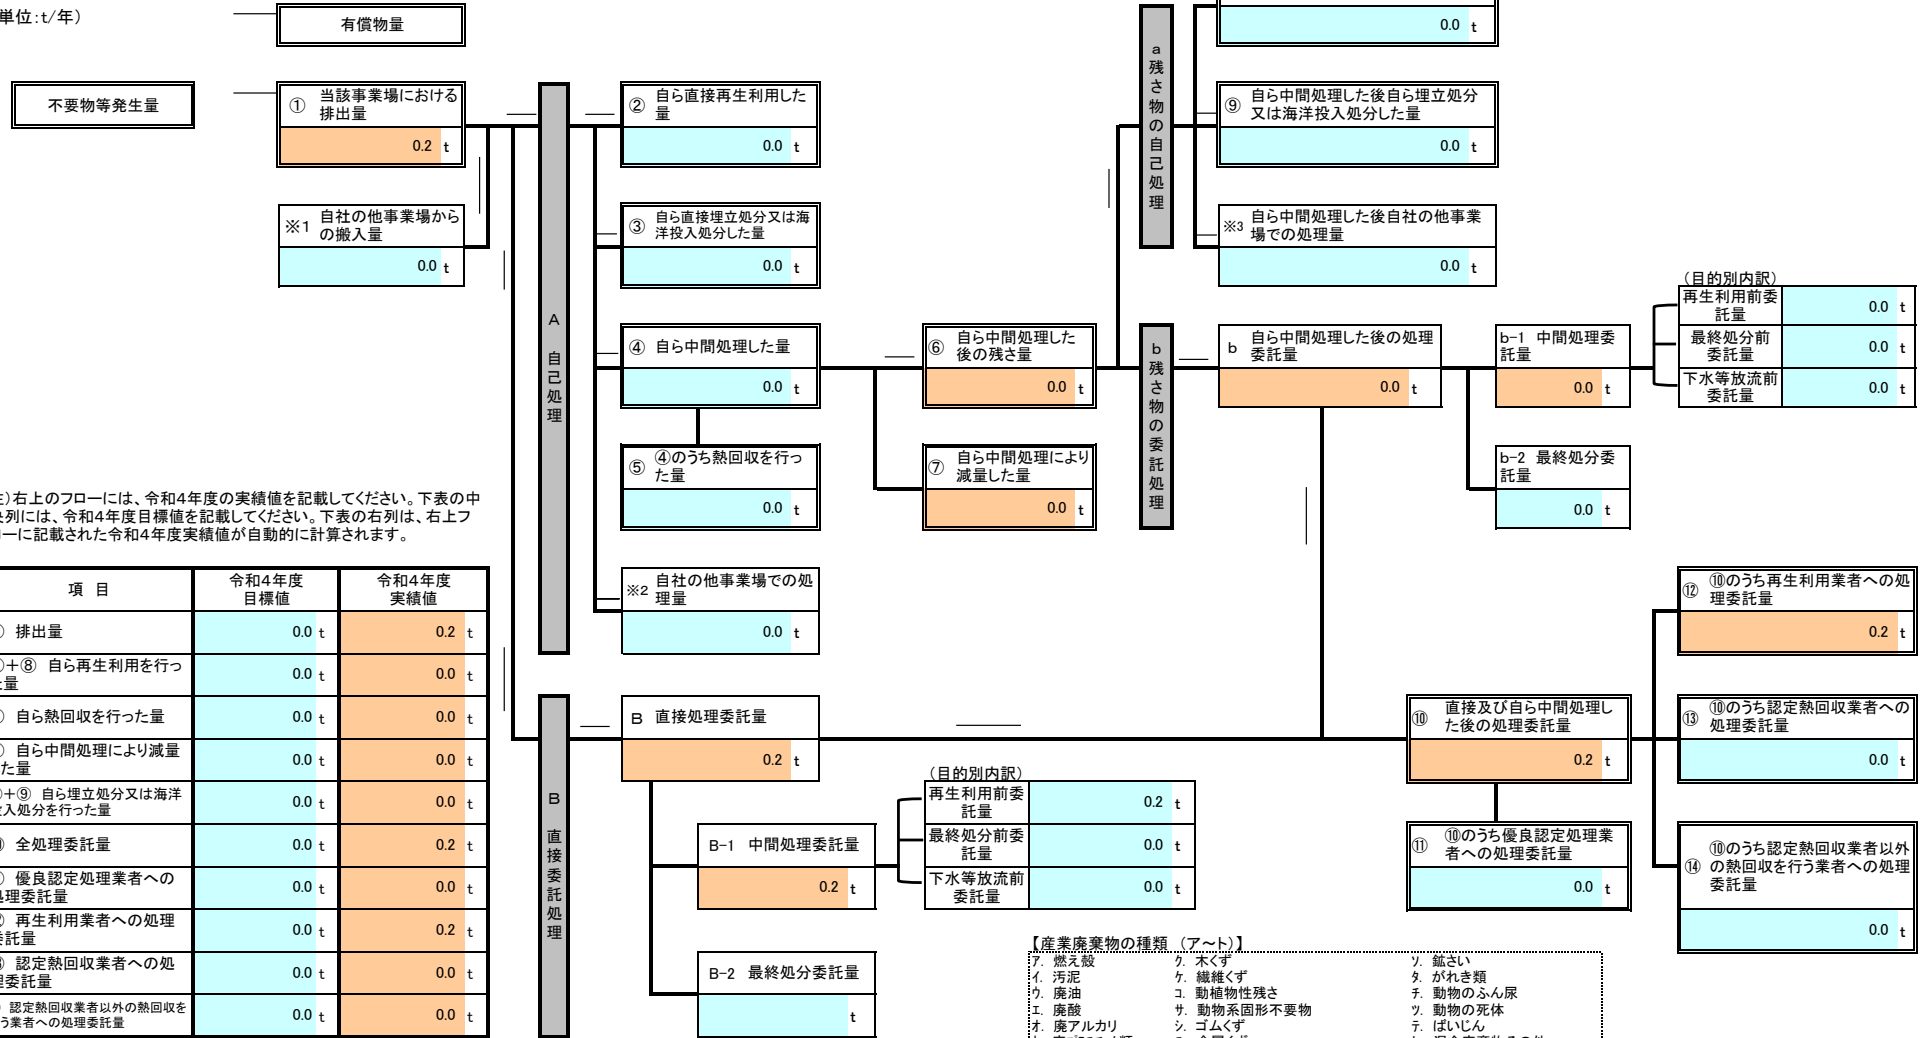 単位:t/年)
有償物量
不要物等発生量
① 当該事業場における
排出量
0.2 t
※1 自社の他事業場から
の搬入量
0.0 t
A 自己処理
② 自ら直接再生利用した
量
0.0 t
③ 自ら直接埋立処分又は海
洋投入処分した量
0.0 t
④ 自ら中間処理した量
0.0 t
⑤ ④のうち熱回収を行っ
た量
0.0 t
※2 自社の他事業場での処
理量
0.0 t
⑥ 自ら中間処理した
後の残さ量
0.0 t
⑦ 自ら中間処理により
減量した量
0.0 t
a 残さ物の自己処理
0.0 t
⑨ 自ら中間処理した後自ら埋立処分
又は海洋投入処分した量
0.0 t
※3 自ら中間処理した後自社の他事業
場での処理量
0.0 t
b 残さ物の委託処理
b 自ら中間処理した後の処理
委託量
0.0 t
b-1 中間処理委
託量
0.0 t
b-2 最終処分委
託量
0.0 t
(目的別内訳)
再生利用前委
託量
0.0 t
最終処分前
委託量
0.0 t
下水等放流前
委託量
0.0 t
)右上のフローには、令和4年度の実績値を記載してください。下表の中
列には、令和4年度目標値を記載してください。下表の右列は、右上フ
ーに記載された令和4年度実績値が自動的に計算されます。
項 目
令和4年度
目標値
令和4年度
実績値
排出量
0.0 t 0.2 t
+⑧ 自ら再生利用を行っ
量
0.0 t 0.0 t
自ら熱回収を行った量
0.0 t 0.0 t
自ら中間処理により減量
た量
0.0 t 0.0 t
+⑨ 自ら埋立処分又は海洋
入処分を行った量
0.0 t 0.0 t
全処理委託量
0.0 t 0.2 t
優良認定処理業者への
理委託量
0.0 t 0.0 t
再生利用業者への処理
託量
0.0 t 0.2 t
認定熱回収業者への処
理委託量
0.0 t 0.0 t
認定熱回収業者以外の熱回収を
う業者への処理委託量
0.0 t 0.0 t
B 直接委託処理
B 直接処理委託量
0.2 t
B-1 中間処理委託量
0.2 t
B-2 最終処分委託量
t
(目的別内訳)
再生利用前委
託量
0.2 t
最終処分前委
託量
0.0 t
下水等放流前
委託量
0.0 t
⑩ 直接及び自ら中間処理し
た後の処理委託量
0.2 t
⑪ ⑩のうち優良認定処理業
者への処理委託量
0.0 t
⑫ ⑩のうち再生利用業者への処
理委託量
0.2 t
⑬ ⑩のうち認定熱回収業者への
処理委託量
0.0 t
⑭ ⑩のうち認定熱回収業者以外
の熱回収を行う業者への処理
委託量
0.0 t
【産業廃棄物の種類 (ア~ト)】
ア. 燃え殻 ク. 木くず ソ. 鉱さい
イ. 汚泥 ケ. 繊維くず タ. がれき類
ウ. 廃油 コ. 動植物性残さ チ. 動物のふん尿
エ. 廃酸 サ. 動物系固形不要物 ツ. 動物の死体
オ. 廃アルカリ シ. ゴムくず テ. ばいじん